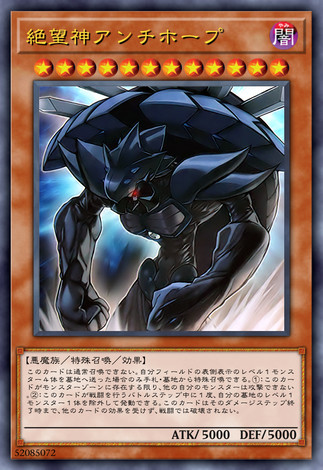 絶望神アンチホープ
やみ
闇
【悪魔族/特殊召喚/効果】
このカードは通常召喚できない。自分フィールドの表側表示のレベル1モンス
ター4体を墓地へ送った場合のみ手札・墓地から特殊召喚できる。①:このカード
がモンスターゾーンに存在する限り、他の自分のモンスターは攻撃できない。
②:このカードが戦闘を行うバトルステップ中に1度、自分の墓地のレベル1
モンスター1体を除外して発動できる。このカードはそのダメージステップ終
了時まで、他のカードの効果を受けず、戦闘では破壊されない。
ATK/5000 DEF/5000
52085072